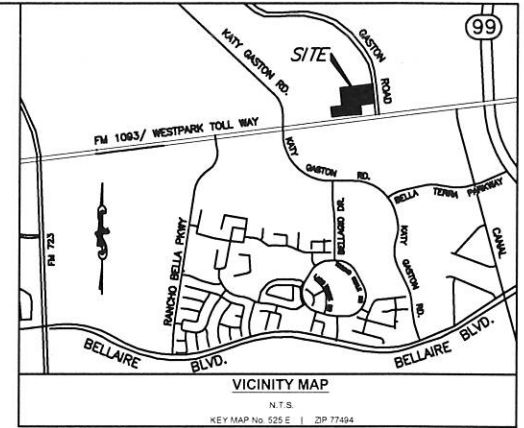 99
KATY GASTON RD.
SITE
GASTON
ROAD
FM 1093/ WESTPARK TOLL WAY
KATY
GASTON RD.
BELLA TERRA PARKWAY
FM 723
RANCHO BELLA PKWY
BELLAGIO DR.
KATY GASTON RD.
CANAL
BELLAIRE BLVD.
BELLAIRE BLVD.
VICINITY MAP
N.T.S.
KEY MAP No. 525 E | ZIP 77494